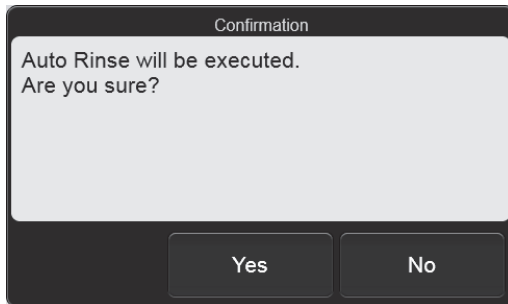 Confirmation
Auto Rinse will be executed.
Are you sure?
Yes
No